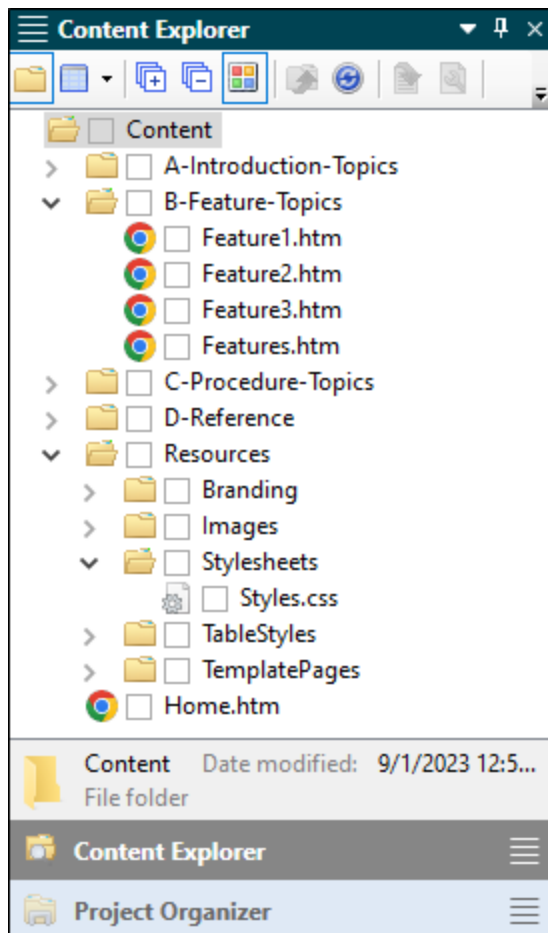 Content Explorer
Content
A-Introduction-Topics
B-Feature-Topics
Feature1.htm
Feature2.htm
Feature3.htm
Features.htm
C-Procedure-Topics
D-Reference
Resources
Branding
Images
Stylesheets
Styles.css
TableStyles
TemplatePages
Home.htm
Content Date modified: 9/1/2023 12:5...
File folder
Content Explorer
Project Organizer